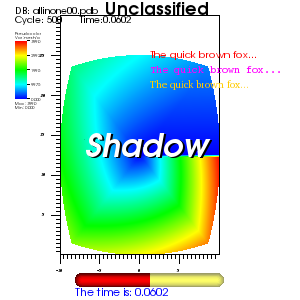 DB: allinone00.pdb
Unclassified
Cycle: 500 Time:0.0602
The quick brown fox...
The quick brown fox...
The quick brown fox...
Shadow
The time is: 0.0602